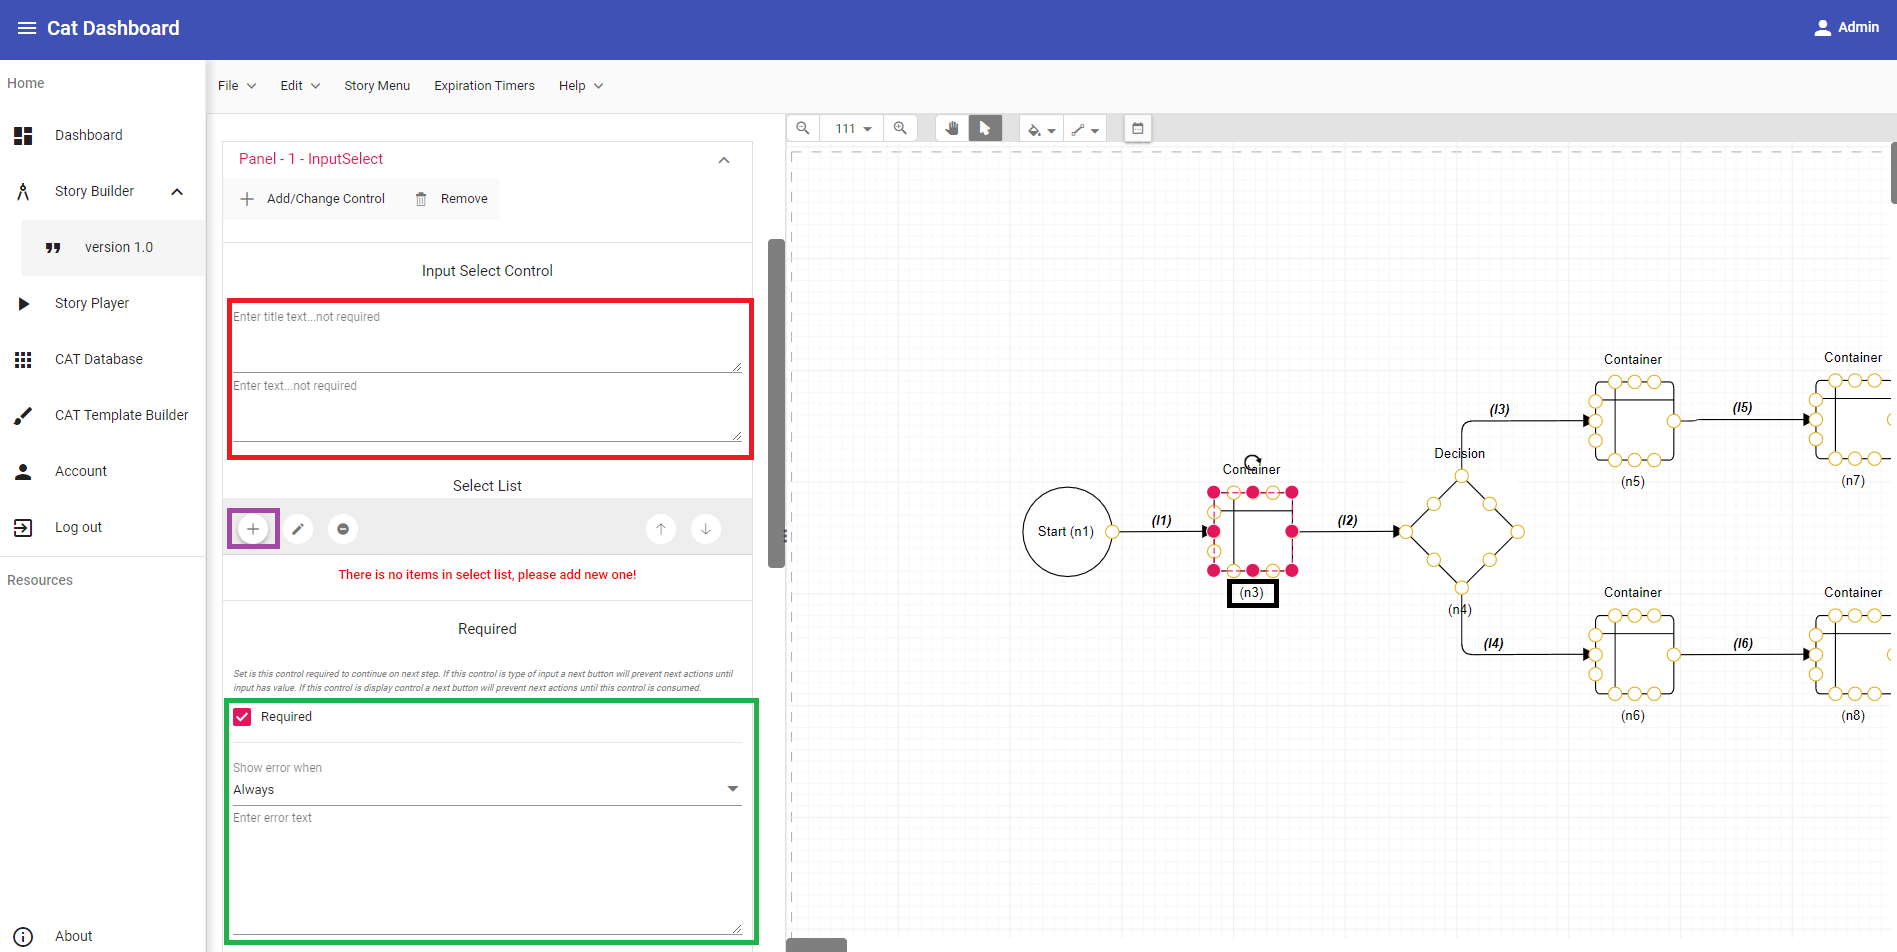 Cat Dashboard
Admin
Home
Dashboard
Story Builder
version 1.0
Story Player
CAT Database
CAT Template Builder
Account
Log out
Resources
About
File
Edit
Story Menu
Expiration Timers
Help
Panel - 1 - InputSelect
Add/Change Control
Remove
Input Select Control
Enter title text...not required
Enter text...not required
Select List
There is no items in select list, please add new one!
Required
Set is this control required to continue on next step. If this control is type of input a next button will prevent next actions until
input has value. If this control is display control a next button will prevent next actions until this control is consumed.
Required
Show error when
Always
Enter error text
111
Start (n1)
(l1)
Container
(n3)
(l2)
Decision
(n4)
(l3)
Container
(n5)
(l5)
Container
(n7)
(l4)
Container
(n6)
(l6)
Container
(n8)